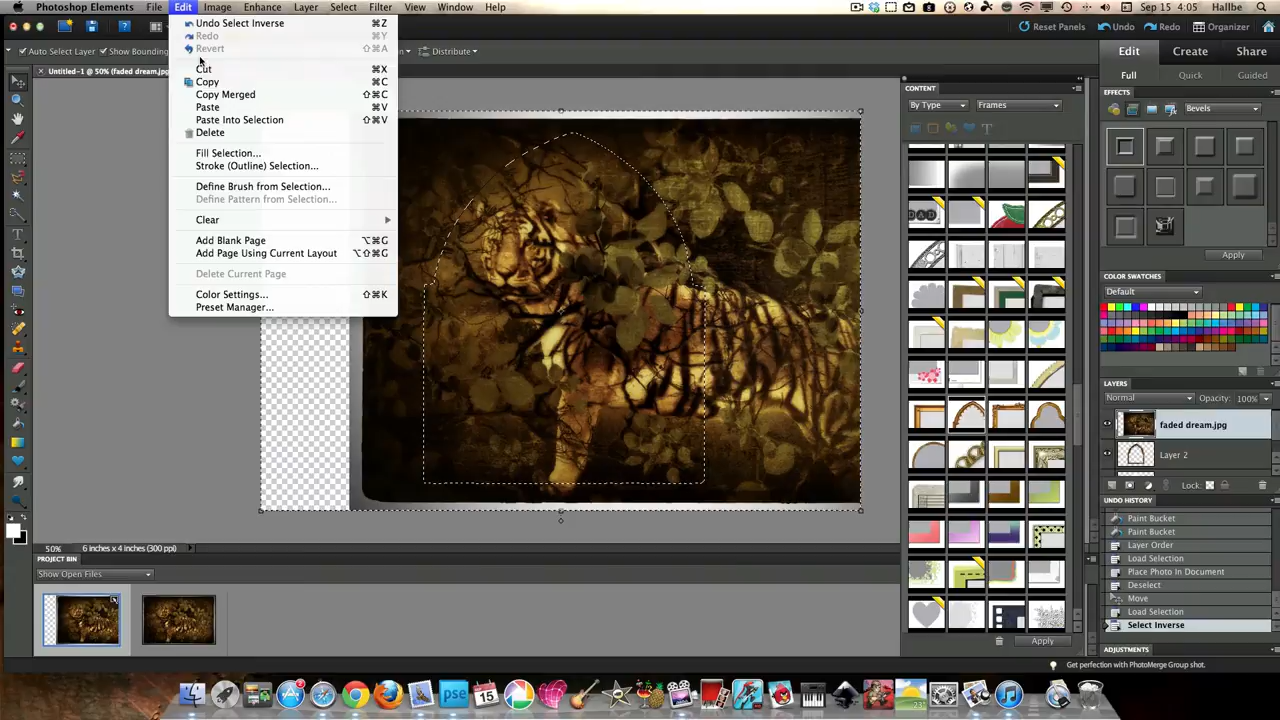 Photoshop Elements File Edit Image Enhance Layer Select Filter View Window Help Sep 15 4:05 Hallbe
Reset Panels Undo Redo Organizer
Auto Select Layer Show Bounding Distribute
Edit Create Share
Full Quick Guided
Untitled-1 @ 50% (faded dream.jpg
Undo Select Inverse ⌘Z
Redo ⌘Y
Revert ⇧⌘A
Cut ⌘X
Copy ⌘C
Copy Merged ⇧⌘C
Paste ⌘V
Paste Into Selection ⇧⌘V
Delete
Fill Selection...
Stroke (Outline) Selection...
Define Brush from Selection...
Define Pattern from Selection...
Clear
Add Blank Page ⌥⌘G
Add Page Using Current Layout ⌥⇧⌘G
Delete Current Page
Color Settings... ⇧⌘K
Preset Manager...
CONTENT
By Type Frames
DAD
Apply
EFFECTS
Bevels
Apply
COLOR SWATCHES
Default
LAYERS
Normal Opacity: 100%
faded dream.jpg
Layer 2
Lock:
UNDO HISTORY
Paint Bucket
Paint Bucket
Layer Order
Load Selection
Place Photo In Document
Deselect
Move
Load Selection
Select Inverse
ADJUSTMENTS
50% 6 inches x 4 inches (300 ppi)
PROJECT BIN
Show Open Files
Get perfection with PhotoMerge Group shot.
pse
15
23°
2